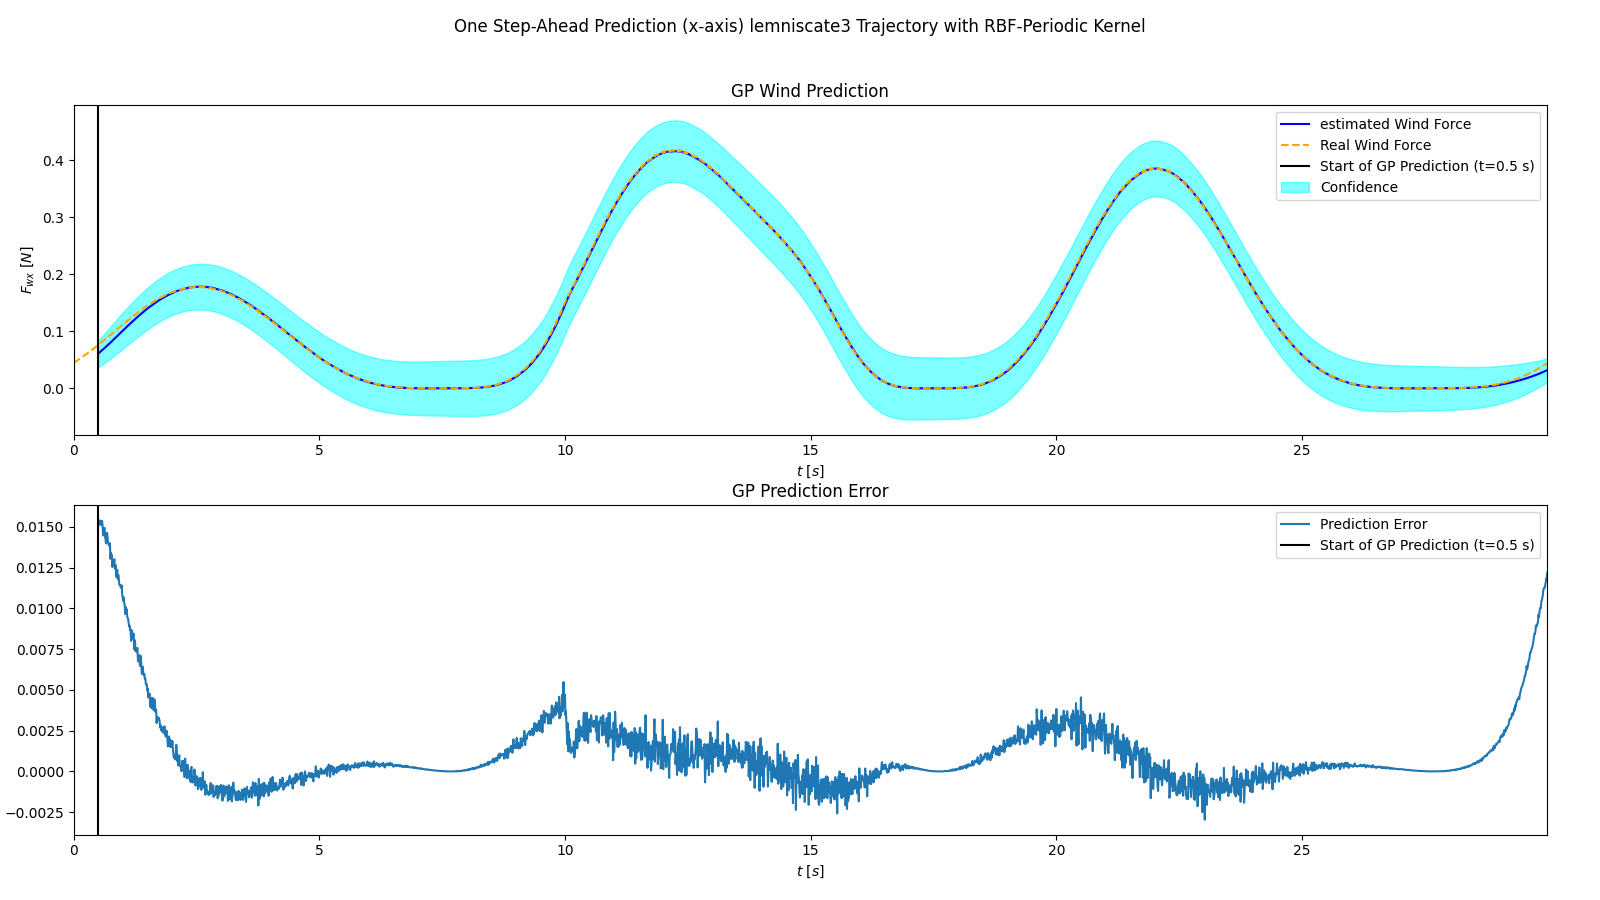 One Step-Ahead Prediction (x-axis) lemniscate3 Trajectory with RBF-Periodic Kernel
GP Wind Prediction
estimated Wind Force
Real Wind Force
Start of GP Prediction (t=0.5 s)
Confidence
0.4
0.3
0.2
0.1
0.0
F_wx [N]
0 5 10 15 20 25
t [s]
GP Prediction Error
Prediction Error
Start of GP Prediction (t=0.5 s)
0.0150
0.0125
0.0100
0.0075
0.0050
0.0025
0.0000
−0.0025
0 5 10 15 20 25
t [s]